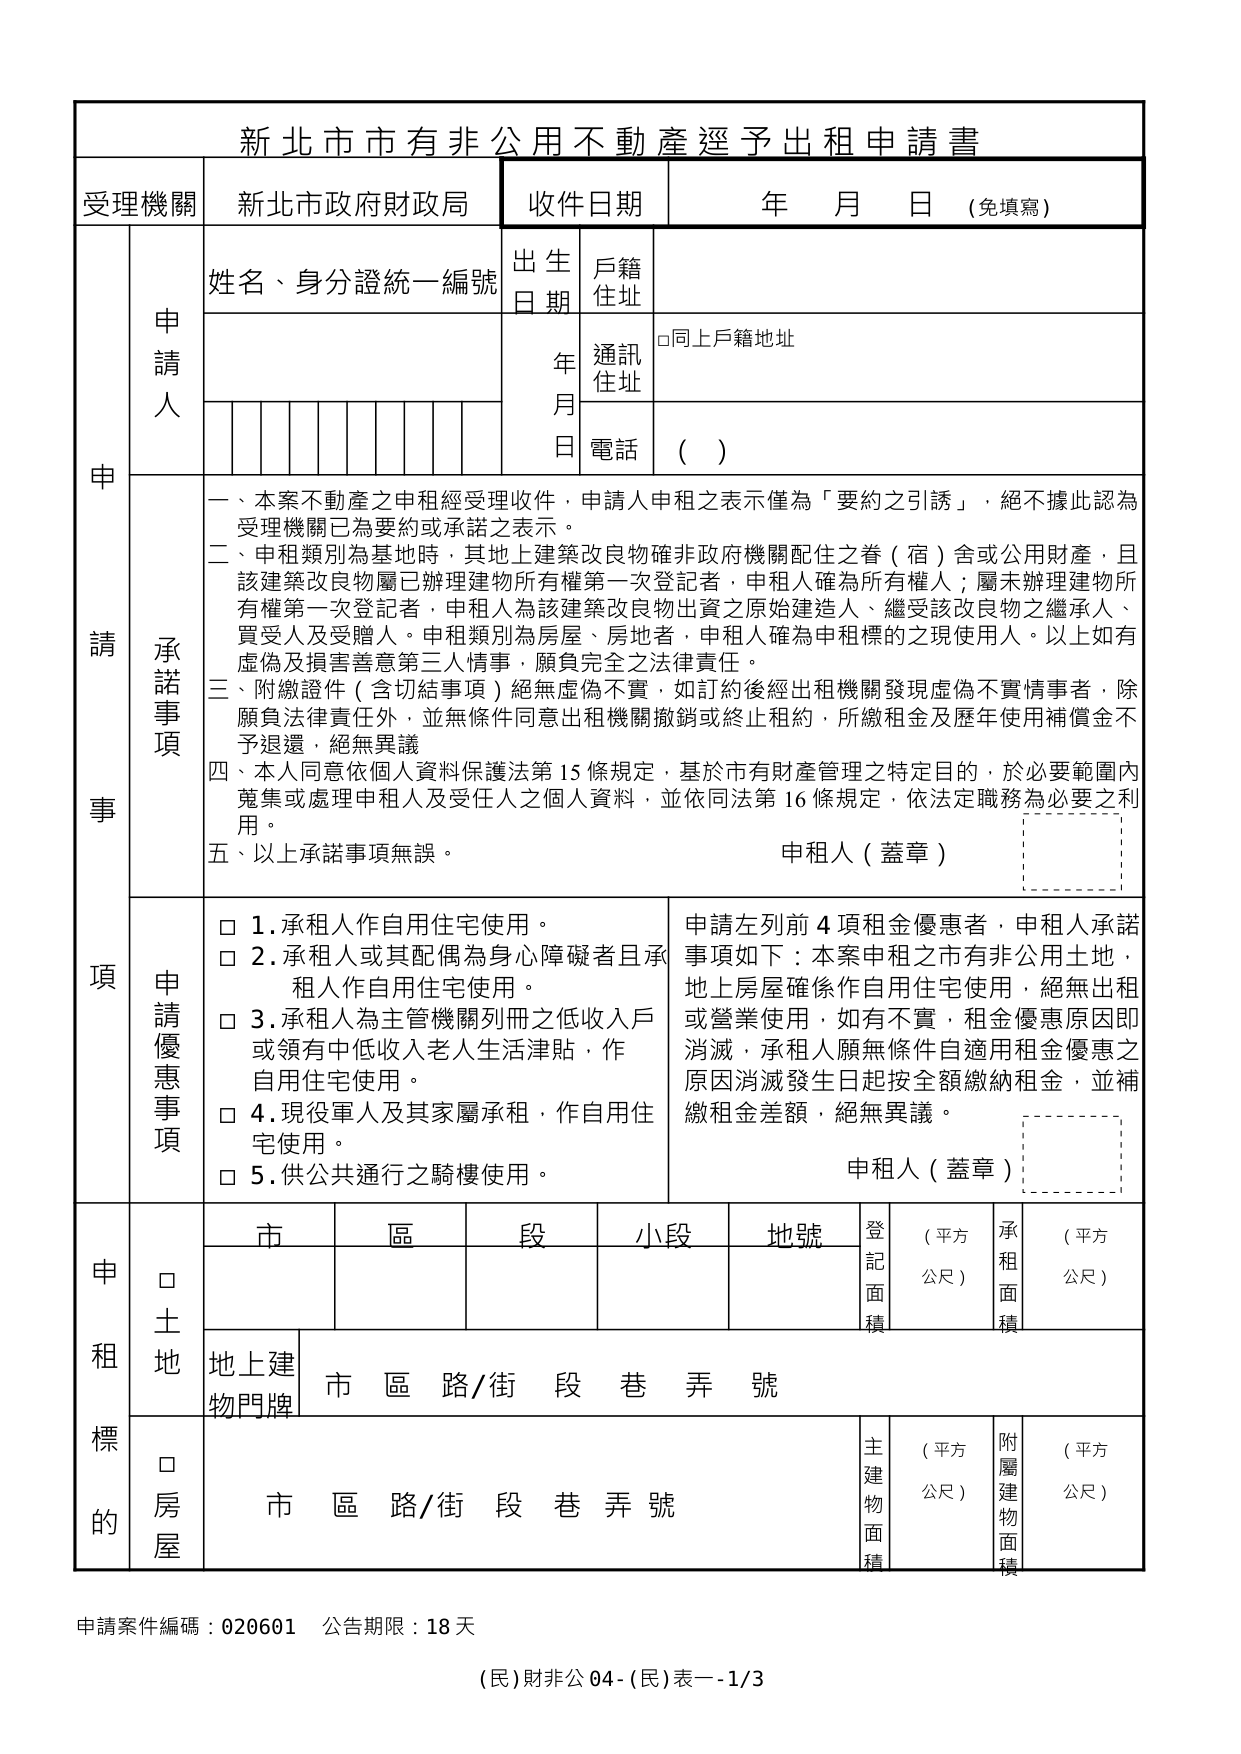 新北市市有非公用不動產逕予出租申請書
受理機關 新北市政府財政局 收件日期 年 月 日 (免填寫)
申請事項
申請人
姓名、身分證統一編號
出生日期
戶籍住址
年月日
通訊住址
□同上戶籍地址
電話 ( )
承諾事項
一、本案不動產之申租經受理收件，申請人申租之表示僅為「要約之引誘」，絕不據此認為
受理機關已為要約或承諾之表示。
二、申租類別為基地時，其地上建築改良物確非政府機關配住之眷(宿)舍或公用財產，且
該建築改良物屬已辦理建物所有權第一次登記者，申租人確為所有權人；屬未辦理建物所
有權第一次登記者，申租人為該建築改良物出資之原始建造人、繼受該改良物之繼承人、
買受人及受贈人。申租類別為房屋、房地者，申租人確為申租標的之現使用人。以上如有
虛偽及損害善意第三人情事，願負完全之法律責任。
三、附繳證件(含切結事項)絕無虛偽不實，如訂約後經出租機關發現虛偽不實情事者，除
願負法律責任外，並無條件同意出租機關撤銷或終止租約，所繳租金及歷年使用補償金不
予退還，絕無異議
四、本人同意依個人資料保護法第 15 條規定，基於市有財產管理之特定目的，於必要範圍內
蒐集或處理申租人及受任人之個人資料，並依同法第 16 條規定，依法定職務為必要之利
用。
五、以上承諾事項無誤。 申租人(蓋章)
申請優惠事項
□ 1.承租人作自用住宅使用。
□ 2.承租人或其配偶為身心障礙者且承
租人作自用住宅使用。
□ 3.承租人為主管機關列冊之低收入戶
或領有中低收入老人生活津貼，作
自用住宅使用。
□ 4.現役軍人及其家屬承租，作自用住
宅使用。
□ 5.供公共通行之騎樓使用。
申請左列前 4 項租金優惠者，申租人承諾
事項如下：本案申租之市有非公用土地，
地上房屋確係作自用住宅使用，絕無出租
或營業使用，如有不實，租金優惠原因即
消滅，承租人願無條件自適用租金優惠之
原因消滅發生日起按全額繳納租金，並補
繳租金差額，絕無異議。
申租人(蓋章)
申租標的
□土地
市 區 段 小段 地號
登記面積
(平方
公尺)
承租面積
(平方
公尺)
地上建
物門牌
市 區 路/街 段 巷 弄 號
□房屋
市 區 路/街 段 巷 弄 號
主建物面積
(平方
公尺)
附屬建物面積
(平方
公尺)
申請案件編碼：020601 公告期限：18 天
(民)財非公 04-(民)表一-1/3